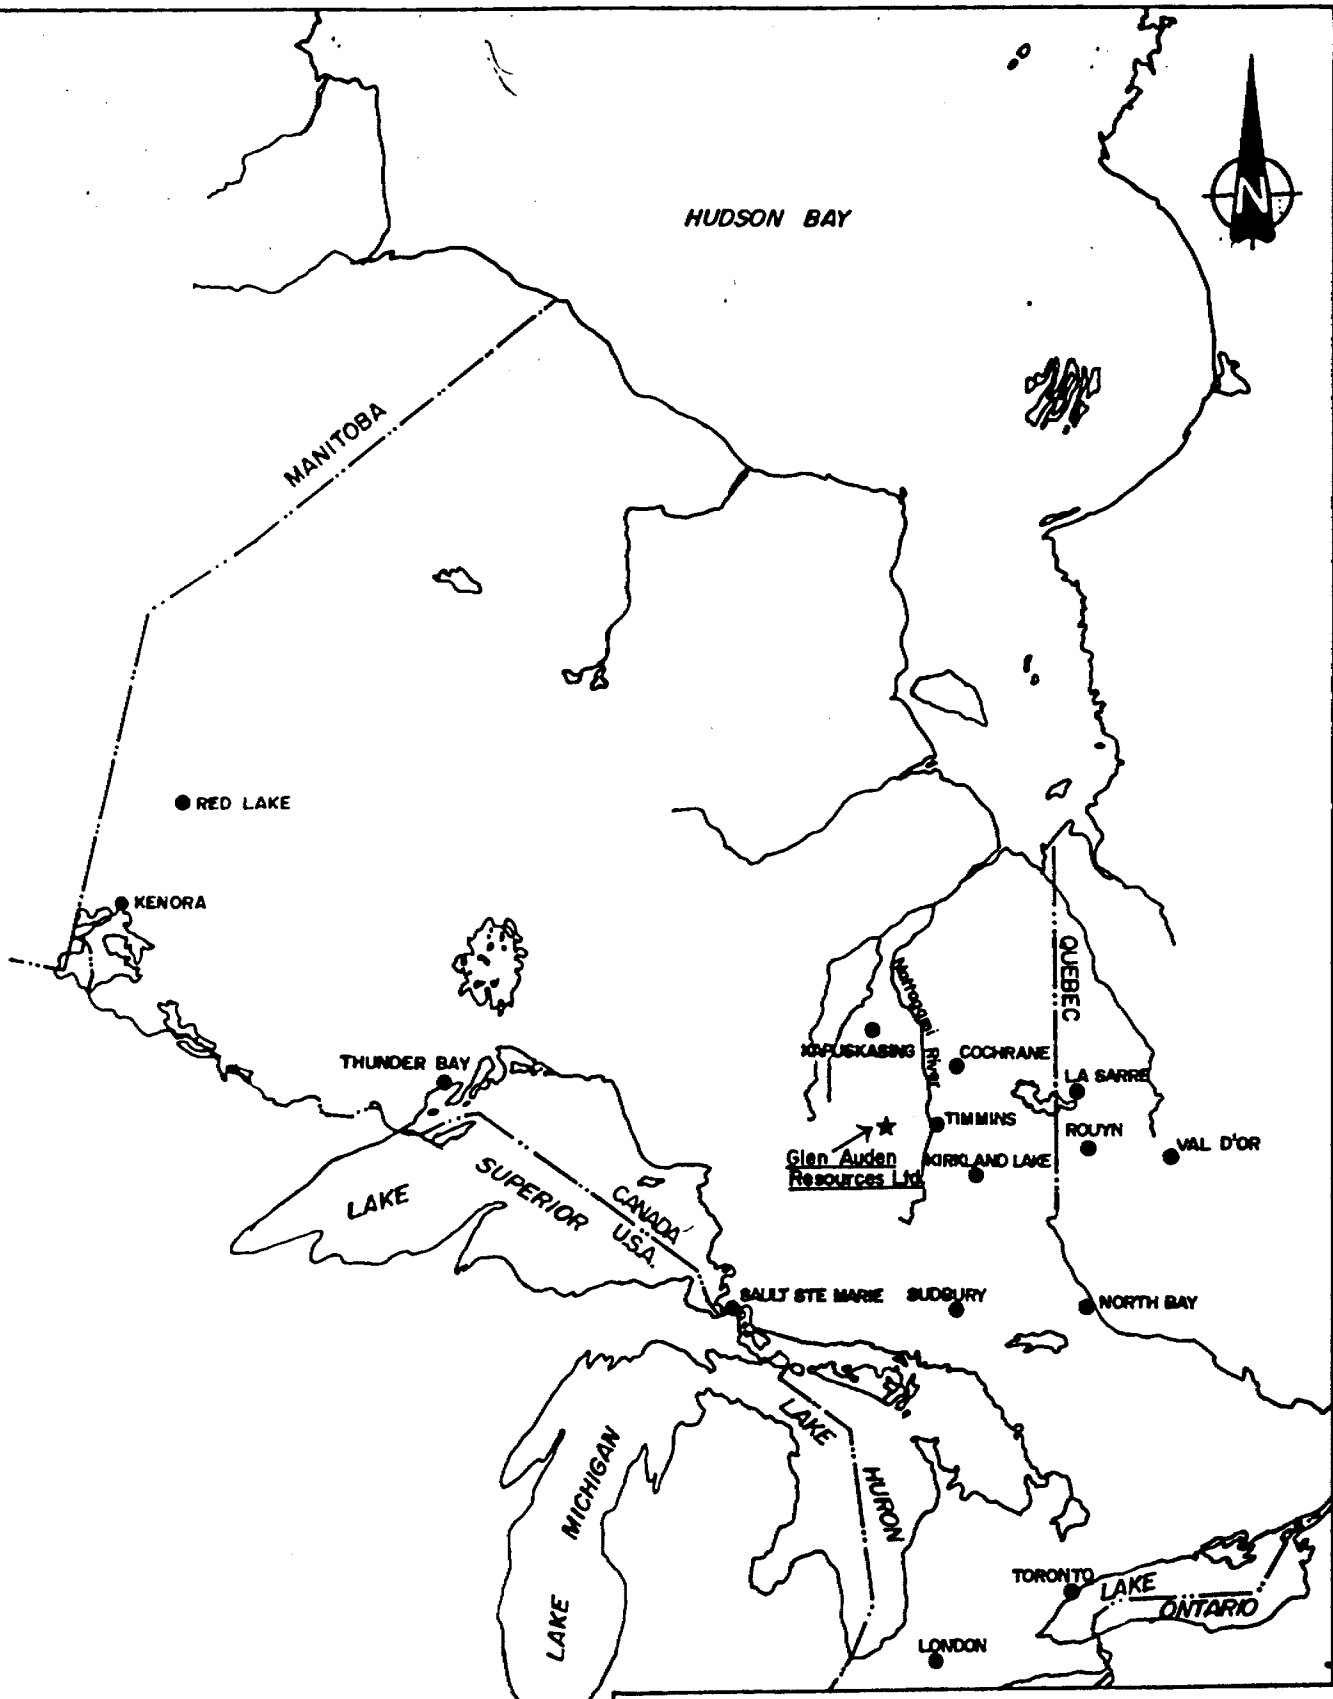 N
HUDSON BAY
MANITOBA
RED LAKE
KENORA
QUEBEC
Mattagami River
KAPUSKASING
COCHRANE
THUNDER BAY
LA SARRE
TIMMINS
ROUYN
VAL D'OR
Glen Auden
Resources Ltd.
KIRKLAND LAKE
LAKE SUPERIOR
CANADA
U.S.A.
SAULT STE MARIE
SUDBURY
NORTH BAY
LAKE HURON
LAKE MICHIGAN
TORONTO
LAKE
ONTARIO
LONDON